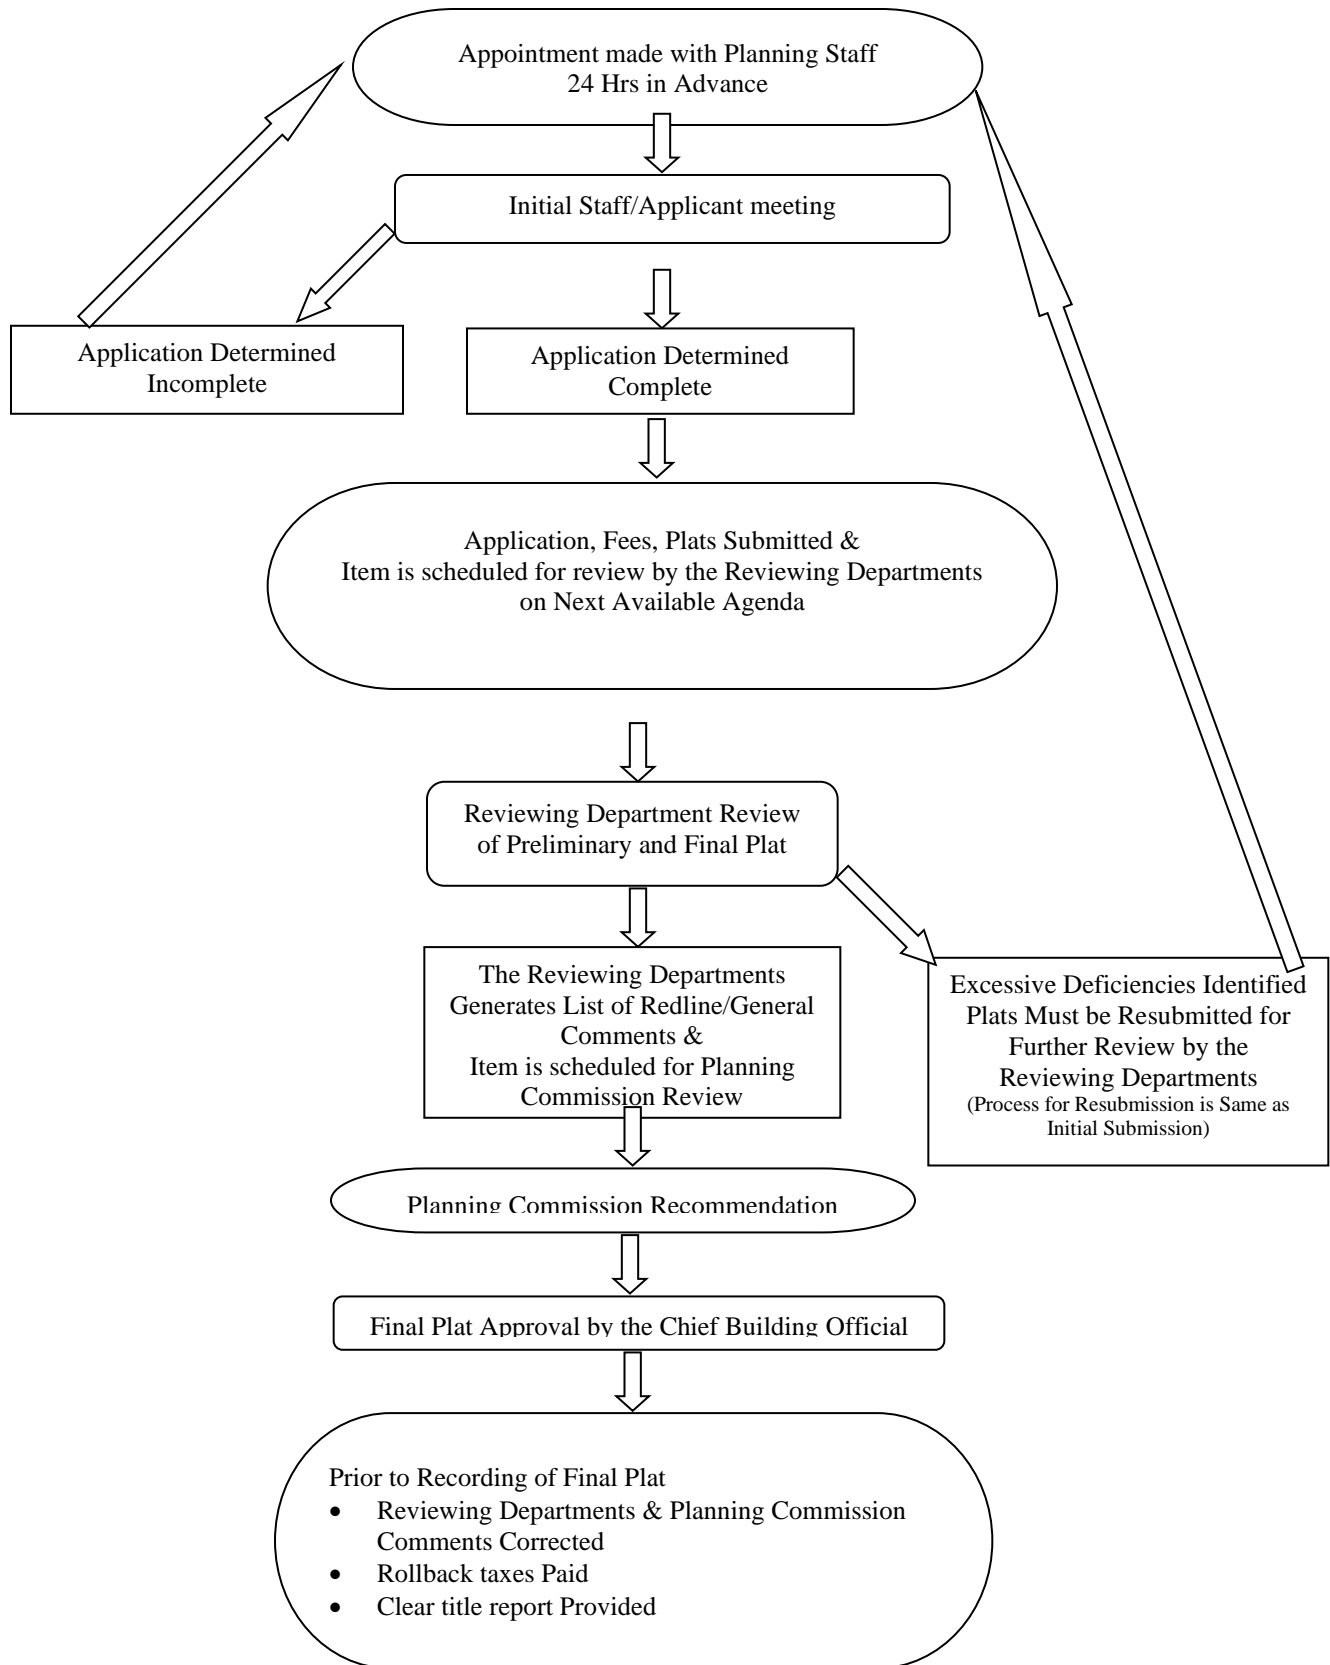 Appointment made with Planning Staff
24 Hrs in Advance
Initial Staff/Applicant meeting
Application Determined
Incomplete
Application Determined
Complete
Application, Fees, Plats Submitted &
Item is scheduled for review by the Reviewing Departments
on Next Available Agenda
Reviewing Department Review
of Preliminary and Final Plat
The Reviewing Departments
Generates List of Redline/General
Comments &
Item is scheduled for Planning
Commission Review
Excessive Deficiencies Identified
Plats Must be Resubmitted for
Further Review by the
Reviewing Departments
(Process for Resubmission is Same as
Initial Submission)
Planning Commission Recommendation
Final Plat Approval by the Chief Building Official
Prior to Recording of Final Plat
• Reviewing Departments & Planning Commission
Comments Corrected
• Rollback taxes Paid
• Clear title report Provided